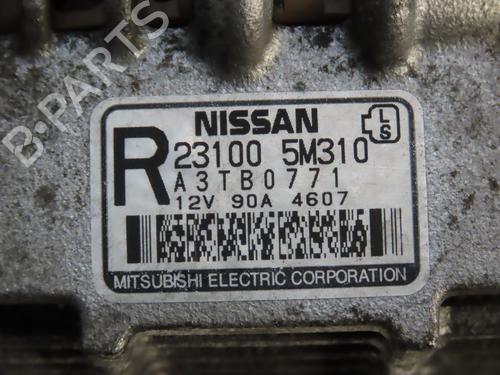 B-PARTS
NISSAN
L
S
R
23100 5M310
A3TB0771
12V 90A 4607
MITSUBISHI ELECTRIC CORPORATION